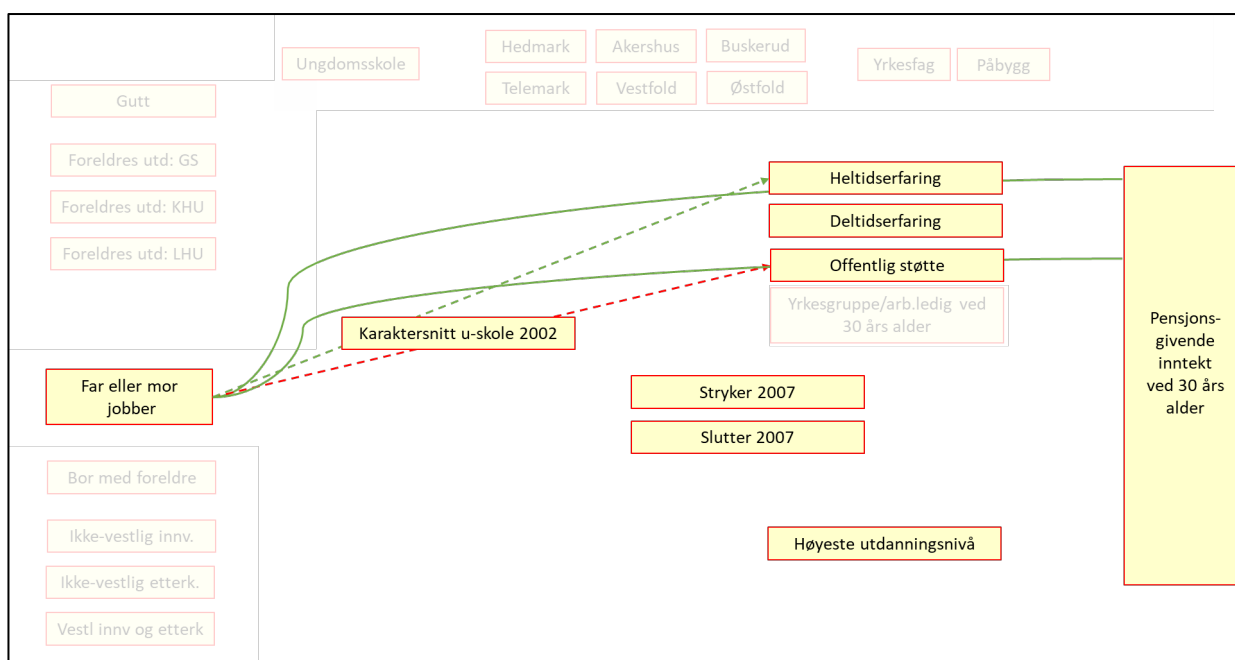 Ungdomsskole
Hedmark
Akershus
Buskerud
Telemark
Vestfold
Østfold
Yrkesfag
Påbygg
Gutt
Foreldres utd: GS
Foreldres utd: KHU
Foreldres utd: LHU
Far eller mor
jobber
Bor med foreldre
Ikke-vestlig innv.
Ikke-vestlig etterk.
Vestl innv og etterk
Karaktersnitt u-skole 2002
Heltidserfaring
Deltidserfaring
Offentlig støtte
Yrkesgruppe/arb.ledig ved
30 års alder
Stryker 2007
Slutter 2007
Høyeste utdanningsnivå
Pensjons-
givende
inntekt
ved 30 års
alder